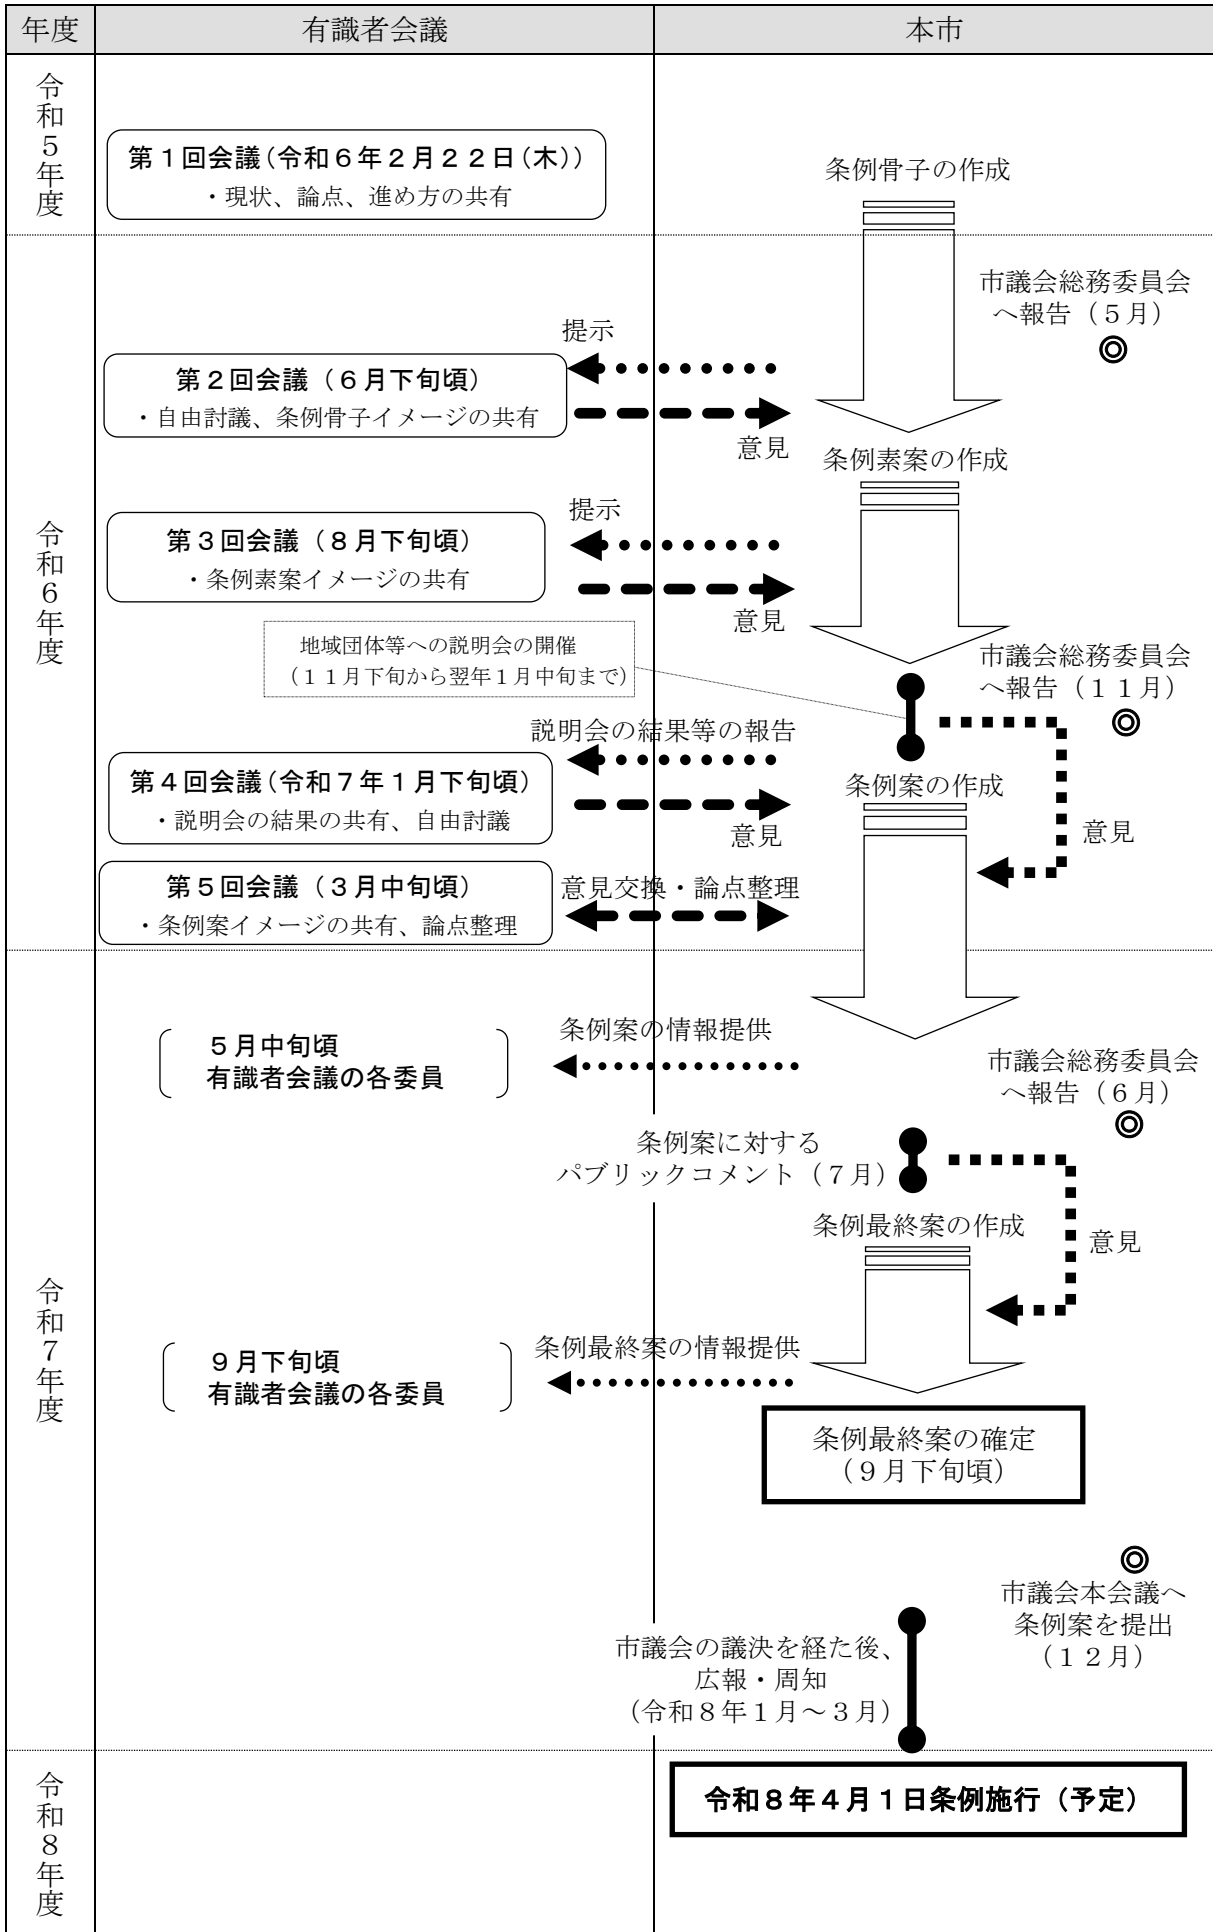 年度
有識者会議
本市
令和5年度
第1回会議(令和6年2月22日(木))
・現状、論点、進め方の共有
条例骨子の作成
令和6年度
市議会総務委員会
へ報告（5月）
提示
第2回会議（6月下旬頃）
・自由討議、条例骨子イメージの共有
意見
条例素案の作成
提示
第3回会議（8月下旬頃）
・条例素案イメージの共有
意見
地域団体等への説明会の開催
（11月下旬から翌年1月中旬まで）
市議会総務委員会
へ報告（11月）
説明会の結果等の報告
第4回会議(令和7年1月下旬頃)
・説明会の結果の共有、自由討議
意見
条例案の作成
意見
第5回会議（3月中旬頃）
・条例案イメージの共有、論点整理
意見交換・論点整理
令和7年度
5月中旬頃
有識者会議の各委員
条例案の情報提供
市議会総務委員会
へ報告（6月）
条例案に対する
パブリックコメント（7月）
条例最終案の作成
意見
9月下旬頃
有識者会議の各委員
条例最終案の情報提供
条例最終案の確定
（9月下旬頃）
市議会本会議へ
条例案を提出
（12月）
市議会の議決を経た後、
広報・周知
（令和8年1月～3月）
令和8年度
令和8年4月1日条例施行（予定）